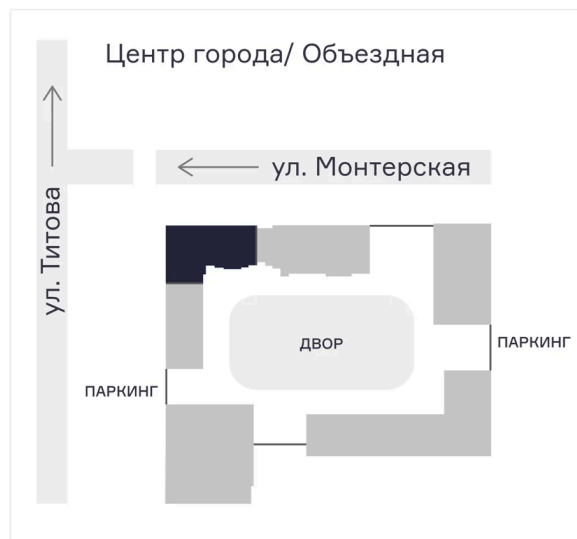 Центр города/ Объездная
ул. Монтерская
ул. Титова
ДВОР
ПАРКИНГ
ПАРКИНГ